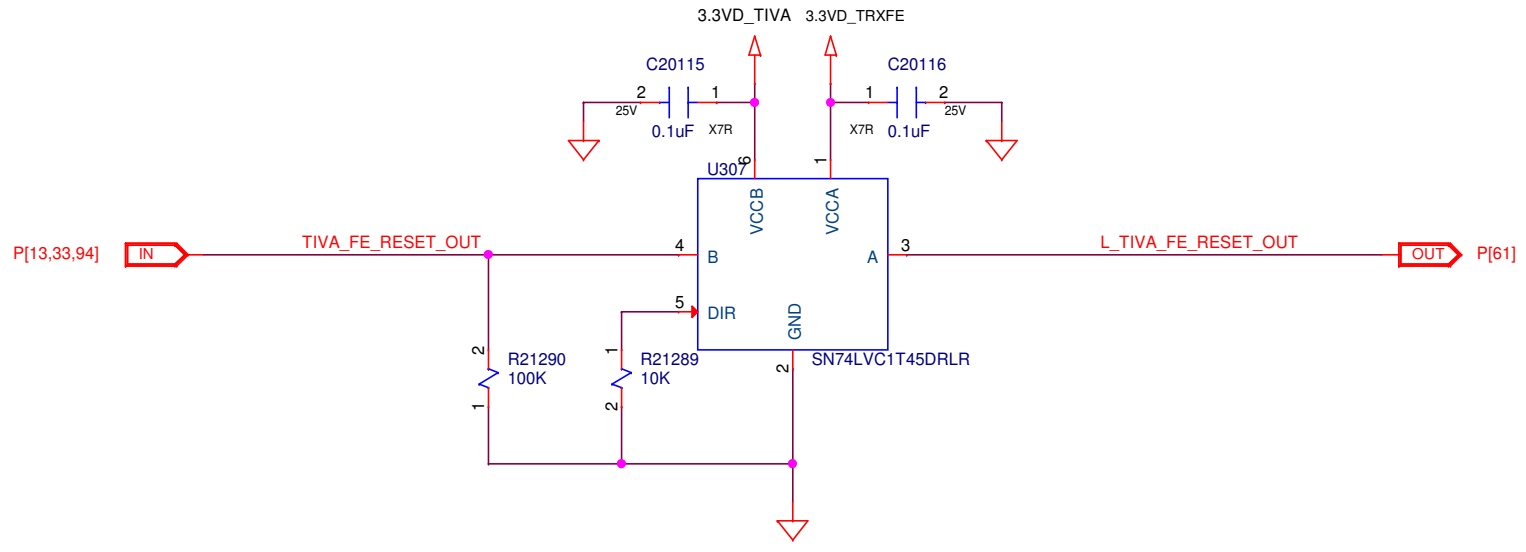 3.3VD_TIVA 3.3VD_TRXFE
C20115 C20116
2 1 1 2
25V 25V
0.1uF X7R X7R 0.1uF
U307 6 1
VCCB VCCA
P[13,33,94] IN TIVA_FE_RESET_OUT 4 B A 3 L_TIVA_FE_RESET_OUT OUT P[61]
5 DIR GND
2 R21290 1 R21289 2 SN74LVC1T45DRLR
100K 10K
1 2